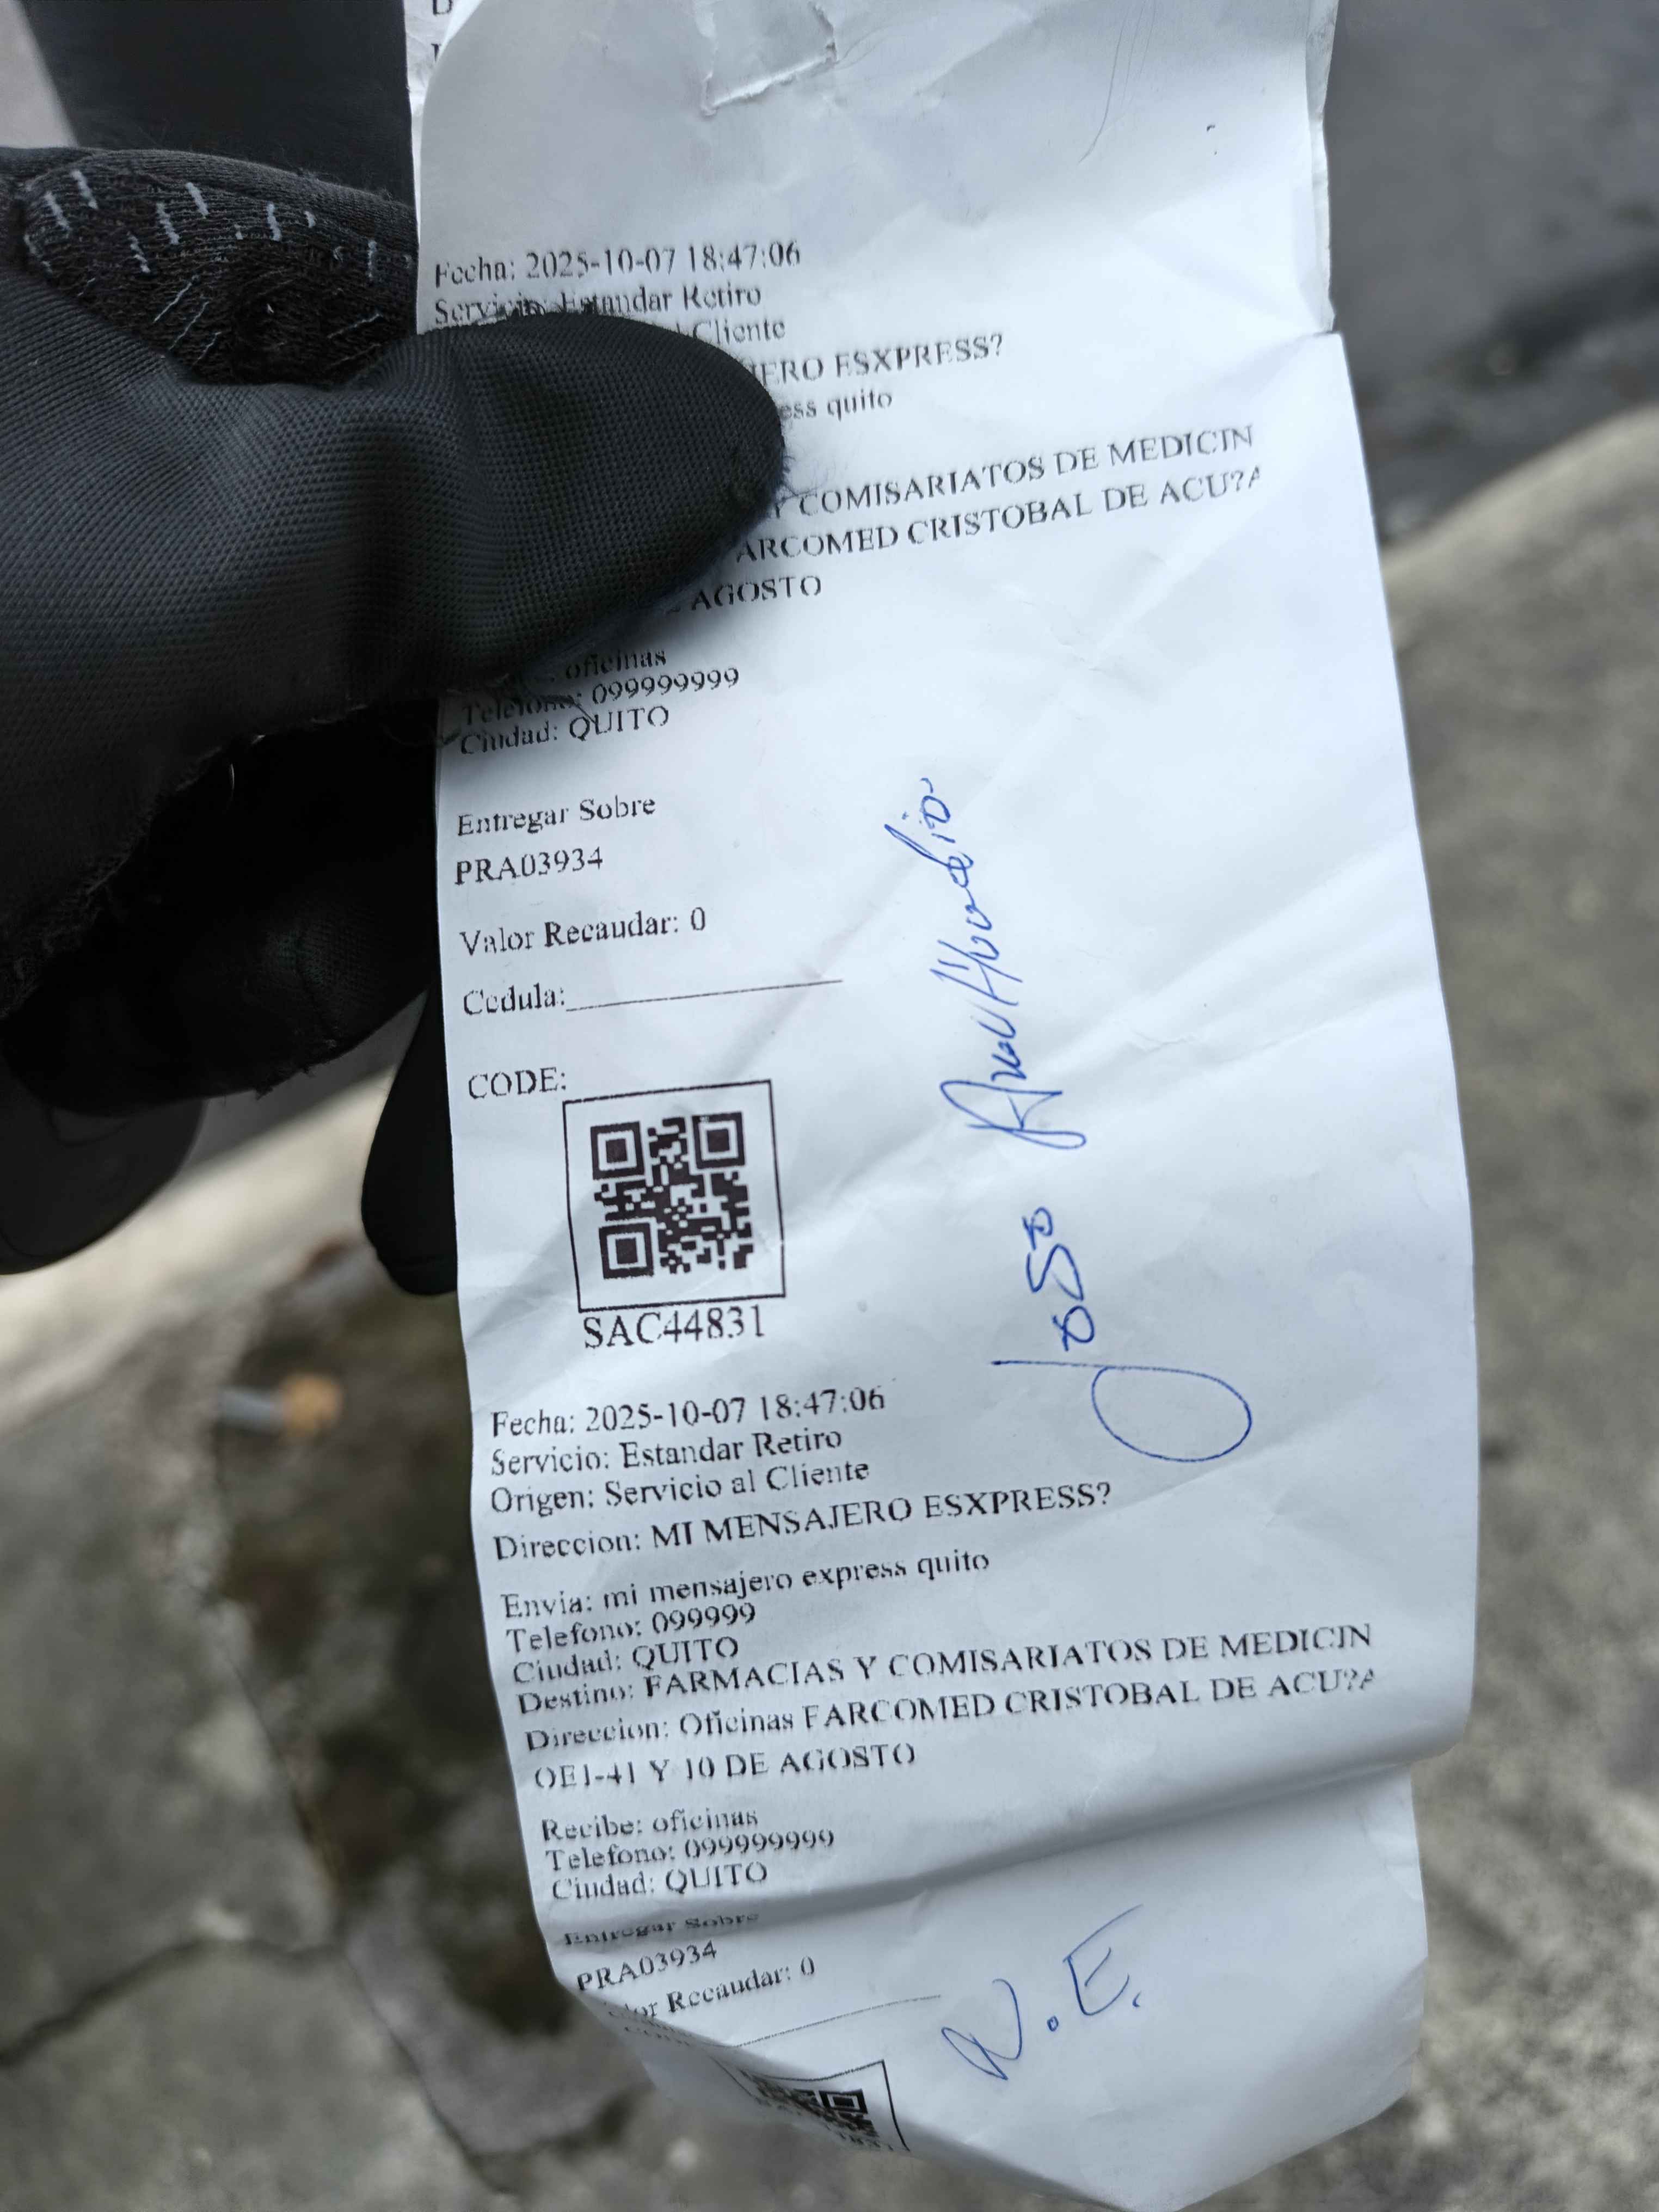 Fecha: 2025-10-07 18:47:06
Servicio: Estandar Retiro
Cliente
ESXPRESS?
quito
Y COMISARIATOS DE MEDICIN
CRISTOBAL DE ACU?A
AGOSTO
oficinas
Telefono: 099999999
Ciudad: QUITO
Entregar Sobre
PRA03934
Valor Recaudar: 0
Cedula:
CODE:
SAC44831
José
Fecha: 2025-10-07 18:47:06
Servicio: Estandar Retiro
Origen: Servicio al Cliente
Direccion: MI MENSAJERO ESXPRESS?
Envia: mi mensajero express quito
Telefono: 099999
Ciudad: QUITO
Destino: FARMACIAS Y COMISARIATOS DE MEDICIN
Direccion: Oficinas FARCOMED CRISTOBAL DE ACU?A
OE1-41 Y 10 DE AGOSTO
Recibe: oficinas
Telefono: 099999999
Ciudad: QUITO
Entregar Sobre
PRA03934
Recaudar: 0
N.E.